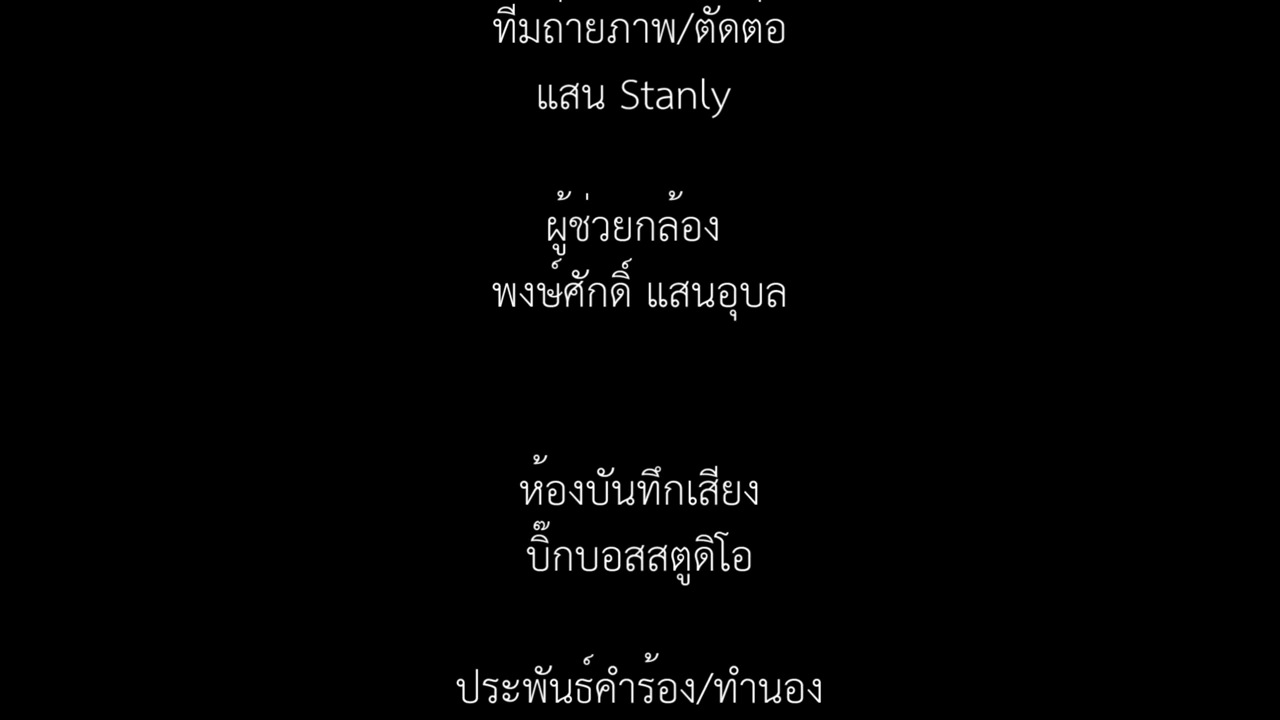 ทีมถ่ายภาพ/ตัดต่อ
แสน Stanly
ผู้ช่วยกล้อง
พงษ์ศักดิ์ แสนอุบล
ห้องบันทึกเสียง
บิ๊กบอสสตูดิโอ
ประพันธ์คำร้อง/ทำนอง